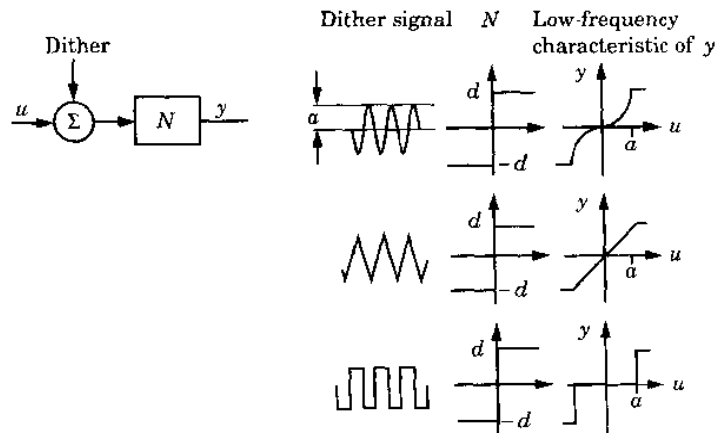 Dither signal N Low-frequency
characteristic of y
Dither
u
Σ
N
y
a
d
-d
y
a
u
d
-d
y
a
u
d
-d
y
a
u